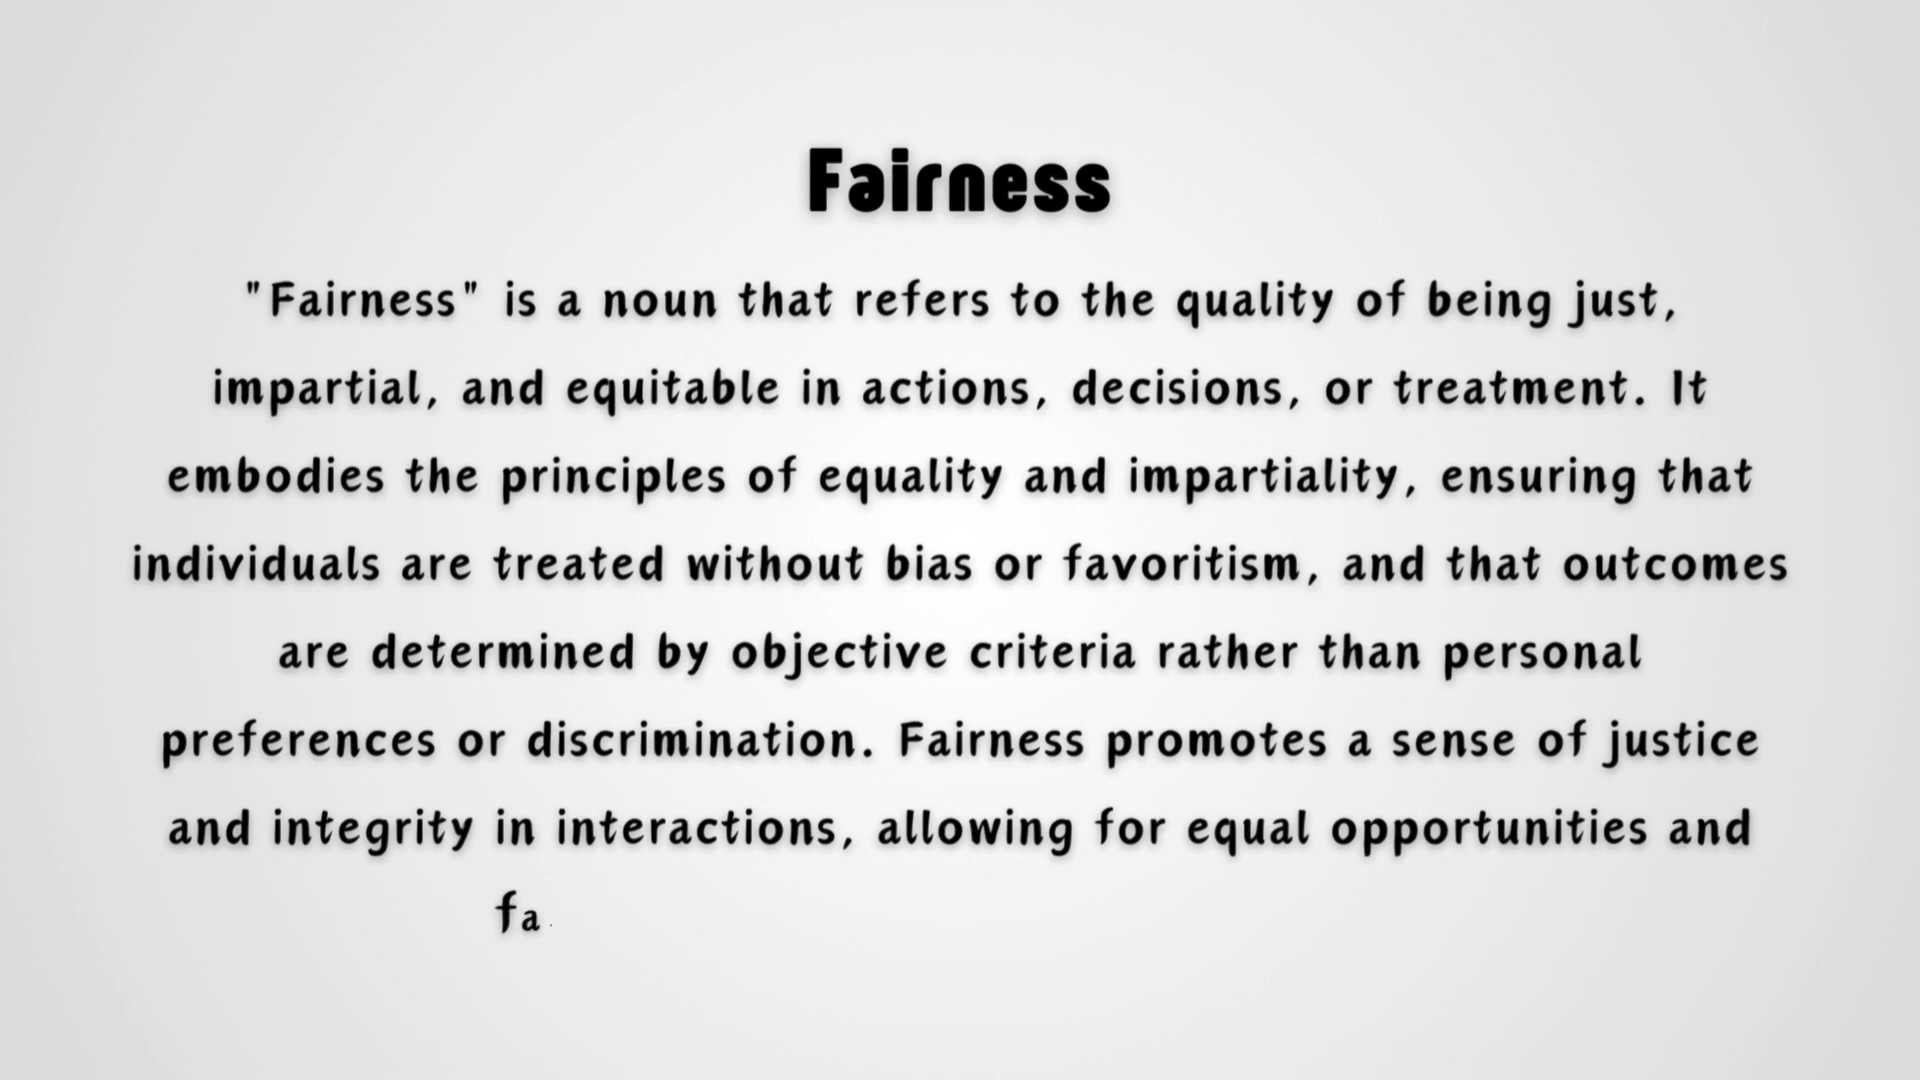 Fairness
"Fairness" is a noun that refers to the quality of being just,
impartial, and equitable in actions, decisions, or treatment. It
embodies the principles of equality and impartiality, ensuring that
individuals are treated without bias or favoritism, and that outcomes
are determined by objective criteria rather than personal
preferences or discrimination. Fairness promotes a sense of justice
and integrity in interactions, allowing for equal opportunities and
fa